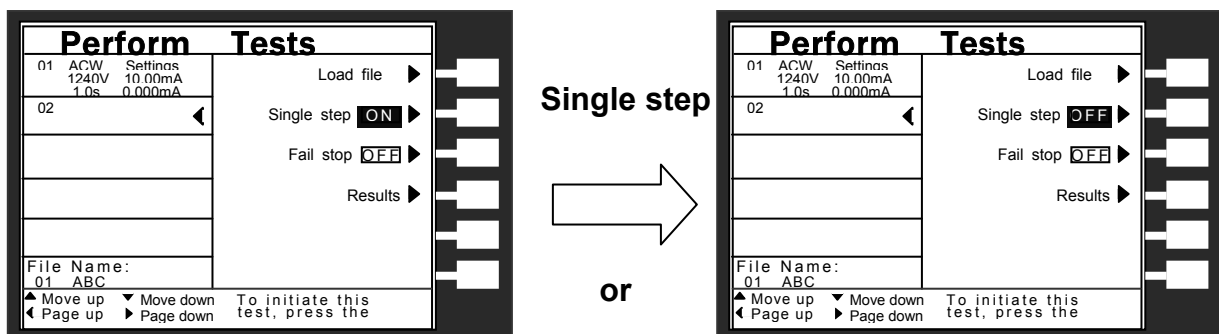 Perform Tests
01 ACW Settings
1240V 10.00mA
1.0s 0.000mA
02
Load file
Single step ON
Fail stop OFF
Results
File Name:
01 ABC
Move up Move down
Page up Page down
To initiate this
test, press the
Single step
or
Perform Tests
01 ACW Settings
1240V 10.00mA
1.0s 0.000mA
02
Load file
Single step OFF
Fail stop OFF
Results
File Name:
01 ABC
Move up Move down
Page up Page down
To initiate this
test, press the